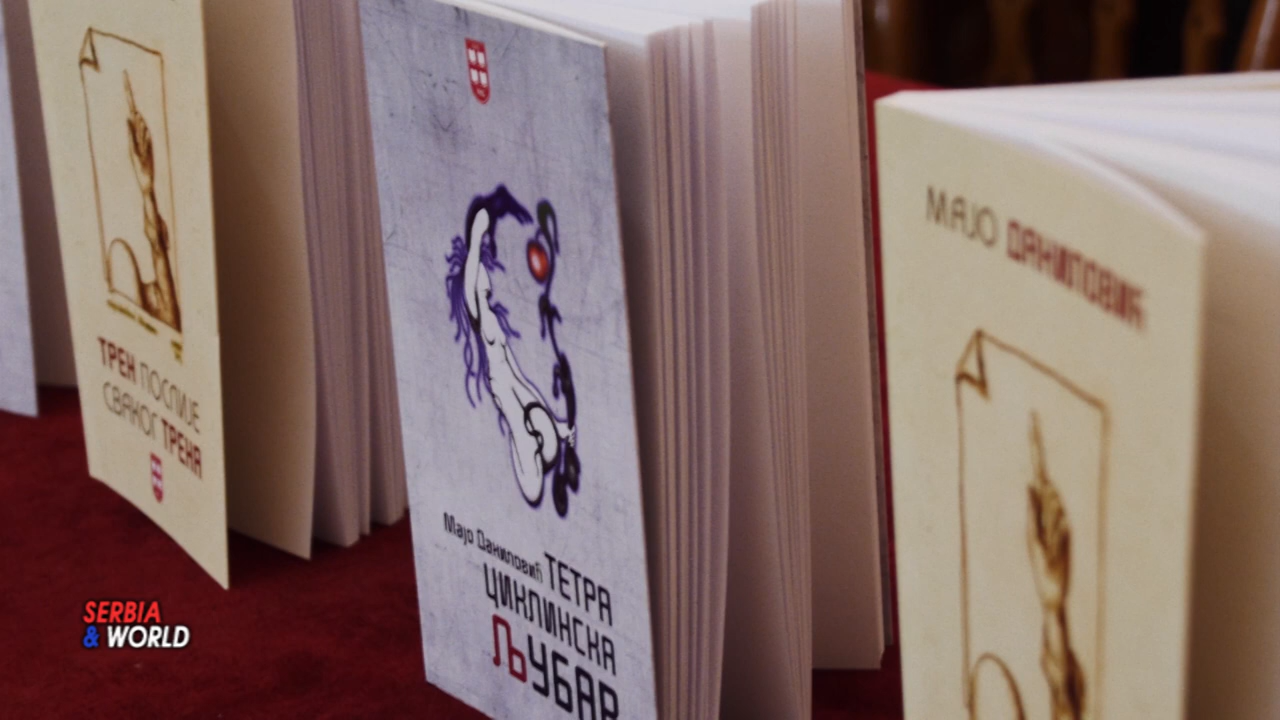 ТРЕН ПОСЛИЈЕ
СВАКОГ ТРЕНА
Мајо Даниловић ТЕТРА
ЦИКЛИНСКА
ЉУБАВ
МАЈО ДАНИЛОВИЋ
SERBIA
& WORLD